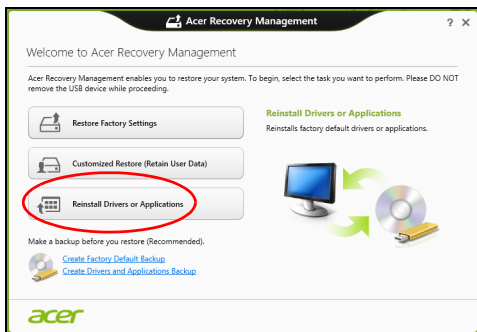 Acer Recovery Management
? ×
Welcome to Acer Recovery Management
Acer Recovery Management enables you to restore your system. To begin, select the task you want to perform. Please DO NOT
remove the USB device while proceeding.
Restore Factory Settings
Customized Restore (Retain User Data)
Reinstall Drivers or Applications
Reinstall Drivers or Applications
Reinstalls factory default drivers or applications.
Make a backup before you restore (Recommended).
Create Factory Default Backup
Create Drivers and Applications Backup
acer